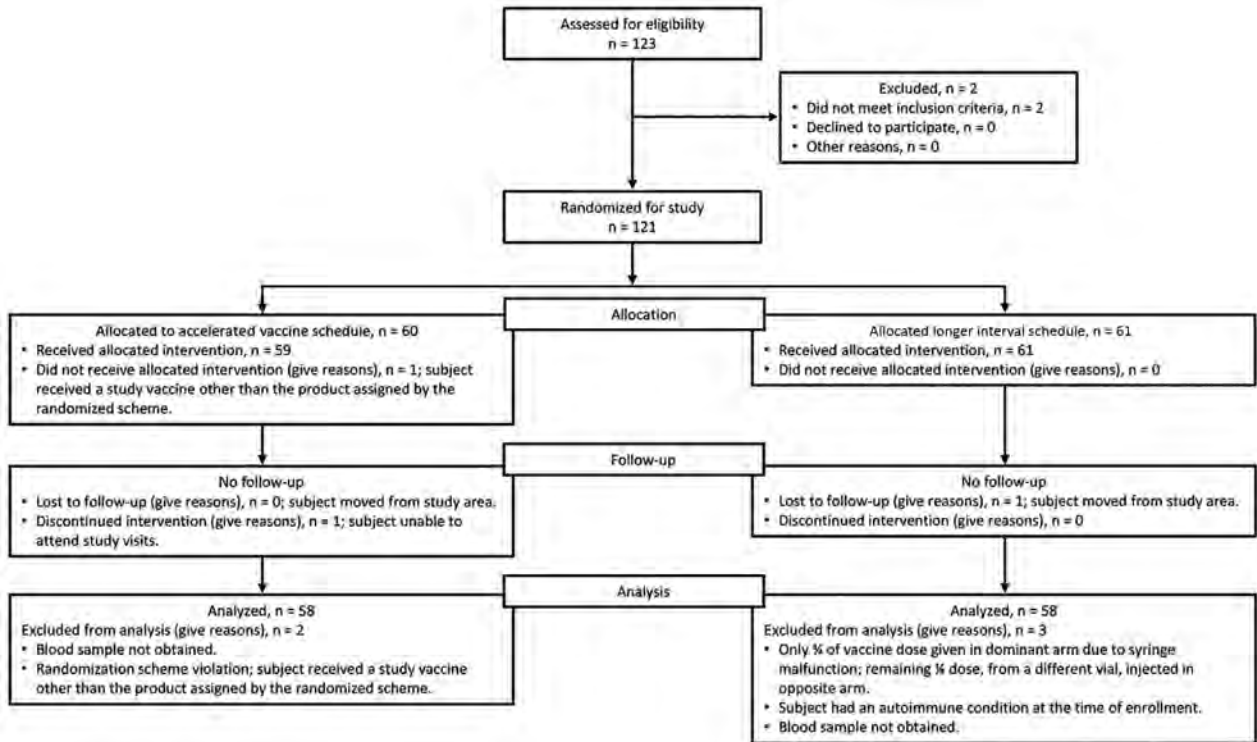 Assessed for eligibility
n = 123
Excluded, n = 2
• Did not meet inclusion criteria, n = 2
• Declined to participate, n = 0
• Other reasons, n = 0
Randomized for study
n = 121
Allocation
Allocated to accelerated vaccine schedule, n = 60
• Received allocated intervention, n = 59
• Did not receive allocated intervention (give reasons), n = 1; subject
received a study vaccine other than the product assigned by the
randomized scheme.
Allocated longer interval schedule, n = 61
• Received allocated intervention, n = 61
• Did not receive allocated intervention (give reasons), n = 0
Follow-up
No follow-up
• Lost to follow-up (give reasons), n = 0; subject moved from study area.
• Discontinued intervention (give reasons), n = 1; subject unable to
attend study visits.
No follow-up
• Lost to follow-up (give reasons), n = 1; subject moved from study area.
• Discontinued intervention (give reasons), n = 0
Analysis
Analyzed, n = 58
Excluded from analysis (give reasons), n = 2
• Blood sample not obtained.
• Randomization scheme violation; subject received a study vaccine
other than the product assigned by the randomized scheme.
Analyzed, n = 58
Excluded from analysis (give reasons), n = 3
• Only of vaccine dose given in dominant arm due to syringe
malfunction; remaining dose, from a different vial, injected in
opposite arm.
• Subject had an autoimmune condition at the time of enrollment.
• Blood sample not obtained.